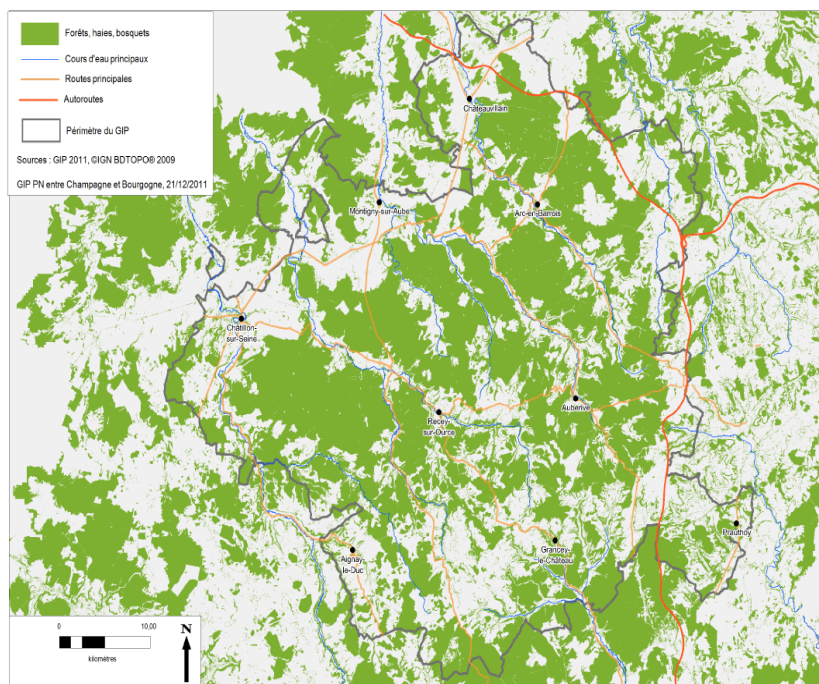 Forêts, haies, bosquets
Cours d'eau principaux
Routes principales
Autoroutes
Périmètre du GIP
Sources : GIP 2011, ©IGN BDTOPO® 2009
GIP PN entre Champagne et Bourgogne, 21/12/2011
Châteauvillain
Montigny-sur-Aube
Arc-en-Barrois
Châtillon-
sur-Seine
Auberive
Recey-
sur-Ource
Prauthoy
Grancey-
le-Château
Aignay-
le-Duc
0 10,00
kilomètres
N